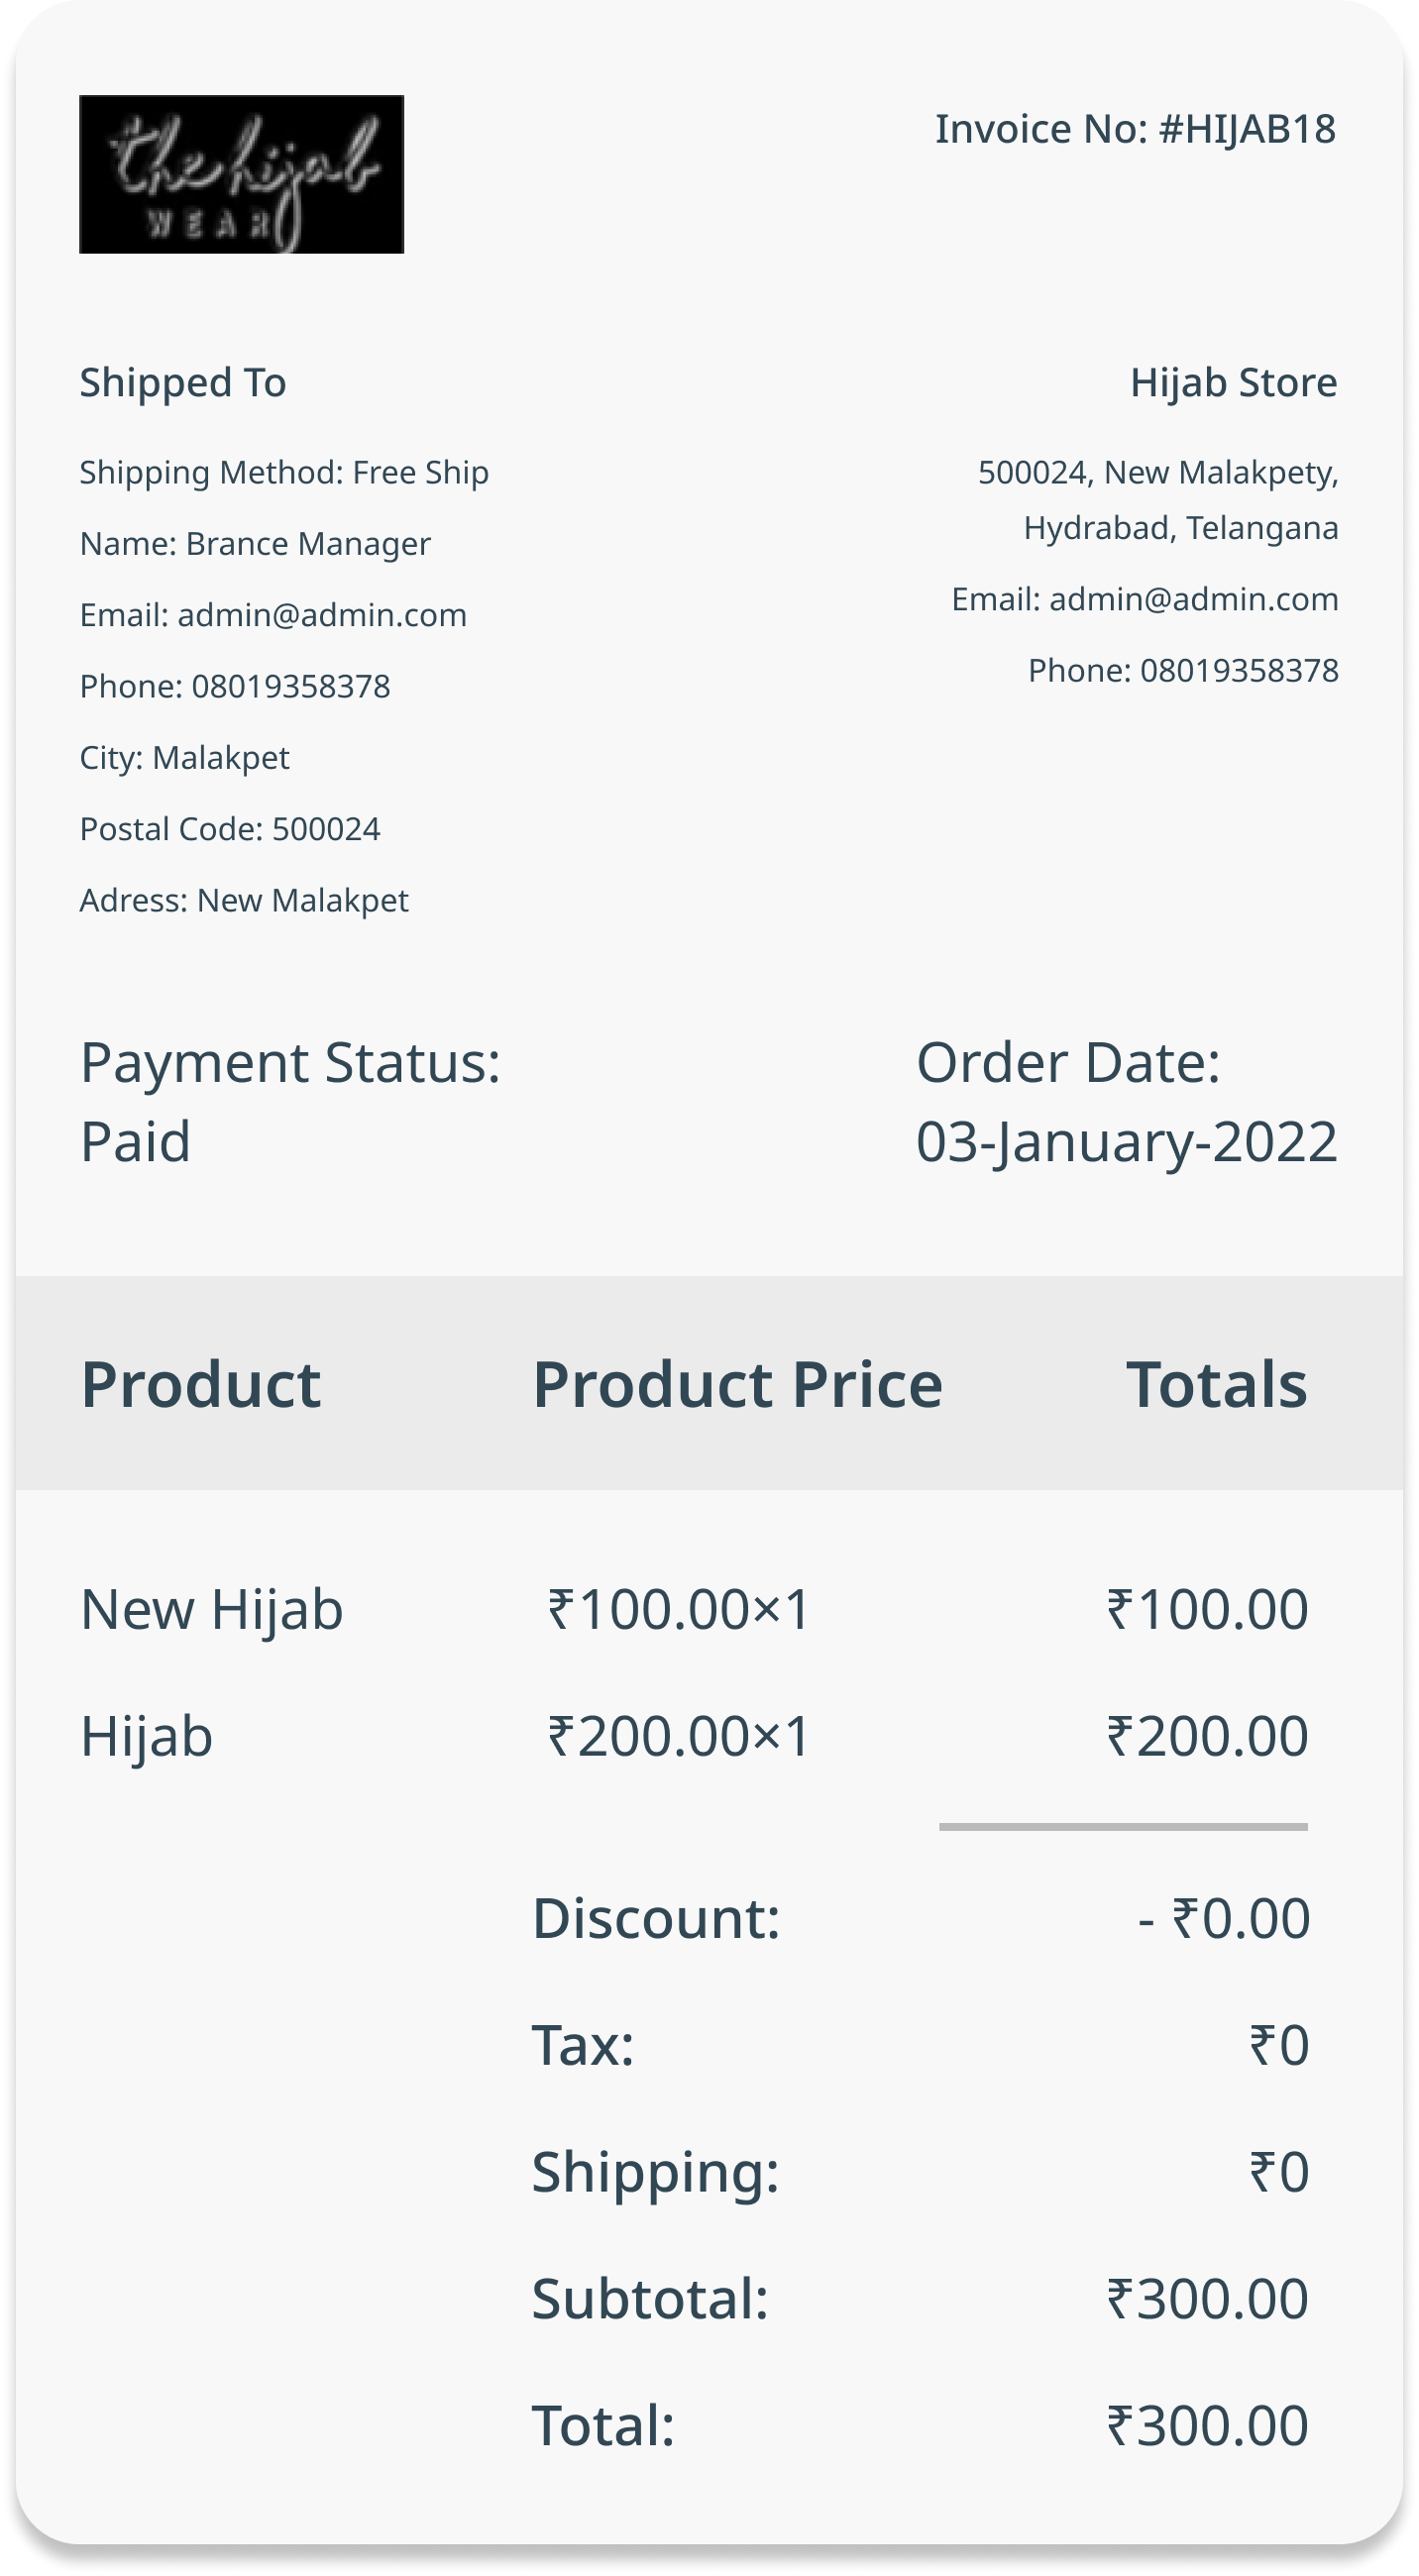 the hijab
WEAR
Invoice No: #HIJAB18
Shipped To
Shipping Method: Free Ship
Name: Brance Manager
Email: admin@admin.com
Phone: 08019358378
City: Malakpet
Postal Code: 500024
Adress: New Malakpet
Hijab Store
500024, New Malakpety,
Hydrabad, Telangana
Email: admin@admin.com
Phone: 08019358378
Payment Status:
Paid
Order Date:
03-January-2022
Product Product Price Totals
New Hijab ₹100.00×1 ₹100.00
Hijab ₹200.00×1 ₹200.00
Discount: - ₹0.00
Tax: ₹0
Shipping: ₹0
Subtotal: ₹300.00
Total: ₹300.00